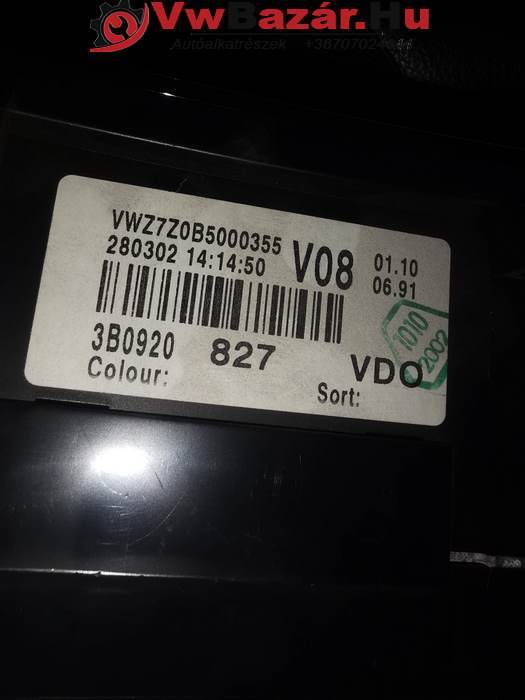 VwBazár.Hu
Autóalkatrészek
VWZ7Z0B5000355
280302 14:14:50
V08
01.10
06.91
1010
2002
3B0920 827
VDO
Colour:
Sort: